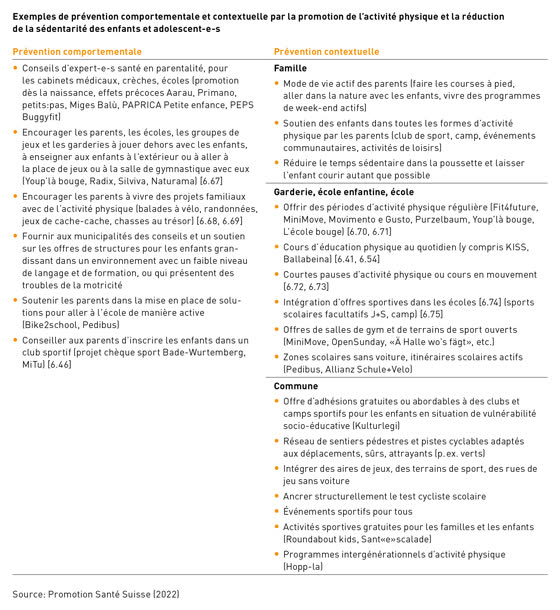 Exemples de prévention comportementale et contextuelle par la promotion de l'activité physique et la réduction
de la sédentarité des enfants et adolescent-e-s
Prévention comportementale
• Conseils d'expert-e-s santé en parentalité, pour
les cabinets médicaux, crèches, écoles (promotion
dès la naissance, effets précoces Aarau, Primano,
petits:pas, Miges Balù, PAPRICA Petite enfance, PEPS
Buggyfit)
• Encourager les parents, les écoles, les groupes de
jeux et les garderies à jouer dehors avec les enfants,
à enseigner aux enfants à l'extérieur ou à aller à
la place de jeu ou à la salle de gymnastique avec eux
(Youp'là bouge, Radix, Silviva, Naturama) [6.67]
• Encourager les parents à vivre des projets familiaux
avec de l'activité physique (balades à vélo, randonnées,
jeux de cache-cache, chasses au trésor) [6.68, 6.69]
• Fournir aux municipalités des conseils et un soutien
sur les offres de structures pour les enfants gran-
dissant dans un environnement avec un faible niveau
de langage et de formation, ou qui présentent des
troubles de la motricité
• Soutenir les parents dans la mise en place de solu-
tions pour aller à l'école de manière active
(Bike2school, Pedibus)
• Conseiller aux parents d'inscrire les enfants dans un
club sportif (projet chèque sport Bade-Wurtemberg,
MiTu) [6.46]
Prévention contextuelle
Famille
• Mode de vie actif des parents (faire les courses à pied,
aller dans la nature avec les enfants, vivre des programmes
de week-end actifs)
• Soutien des enfants dans toutes les formes d'activité
physique par les parents (club de sport, camp, événements
communautaires, activités de loisirs)
• Réduire le temps sédentaire dans la poussette et laisser
l'enfant courir autant que possible
Garderie, école enfantine, école
• Offrir des périodes d'activité physique régulière (Fit4future,
MiniMove, Movimento e Gusto, Purzelbaum, Youp'là bouge,
L'école bouge) [6.70, 6.71]
• Cours d'éducation physique au quotidien (y compris KISS,
Ballabeina) [6.41, 6.54]
• Courtes pauses d'activité physique ou cours en mouvement
[6.72, 6.73]
• Intégration d'offres sportives dans les écoles [6.74] (sports
scolaires facultatifs J+S, camp) [6.75]
• Offres de salles de gym et de terrains de sport ouverts
(MiniMove, OpenSunday, «Ä Halle wo's fägt», etc.)
• Zones scolaires sans voiture, itinéraires scolaires actifs
(Pedibus, Allianz Schule+Velo)
Commune
• Offre d'adhésions gratuites ou abordables à des clubs et
camps sportifs pour les enfants en situation de vulnérabilité
socio-éducative (Kulturlegi)
• Réseau de sentiers pédestres et pistes cyclables adaptés
aux déplacements, sûrs, attrayants (p. ex. verts)
• Intégrer des aires de jeux, des terrains de sport, des rues de
jeu sans voiture
• Ancrer structurellement le test cycliste scolaire
• Événements sportifs pour tous
• Activités sportives gratuites pour les familles et les enfants
(Roundabout kids, Sant«e»scalade)
• Programmes intergénérationnels d'activité physique
(Hopp-la)
Source: Promotion Santé Suisse (2022)